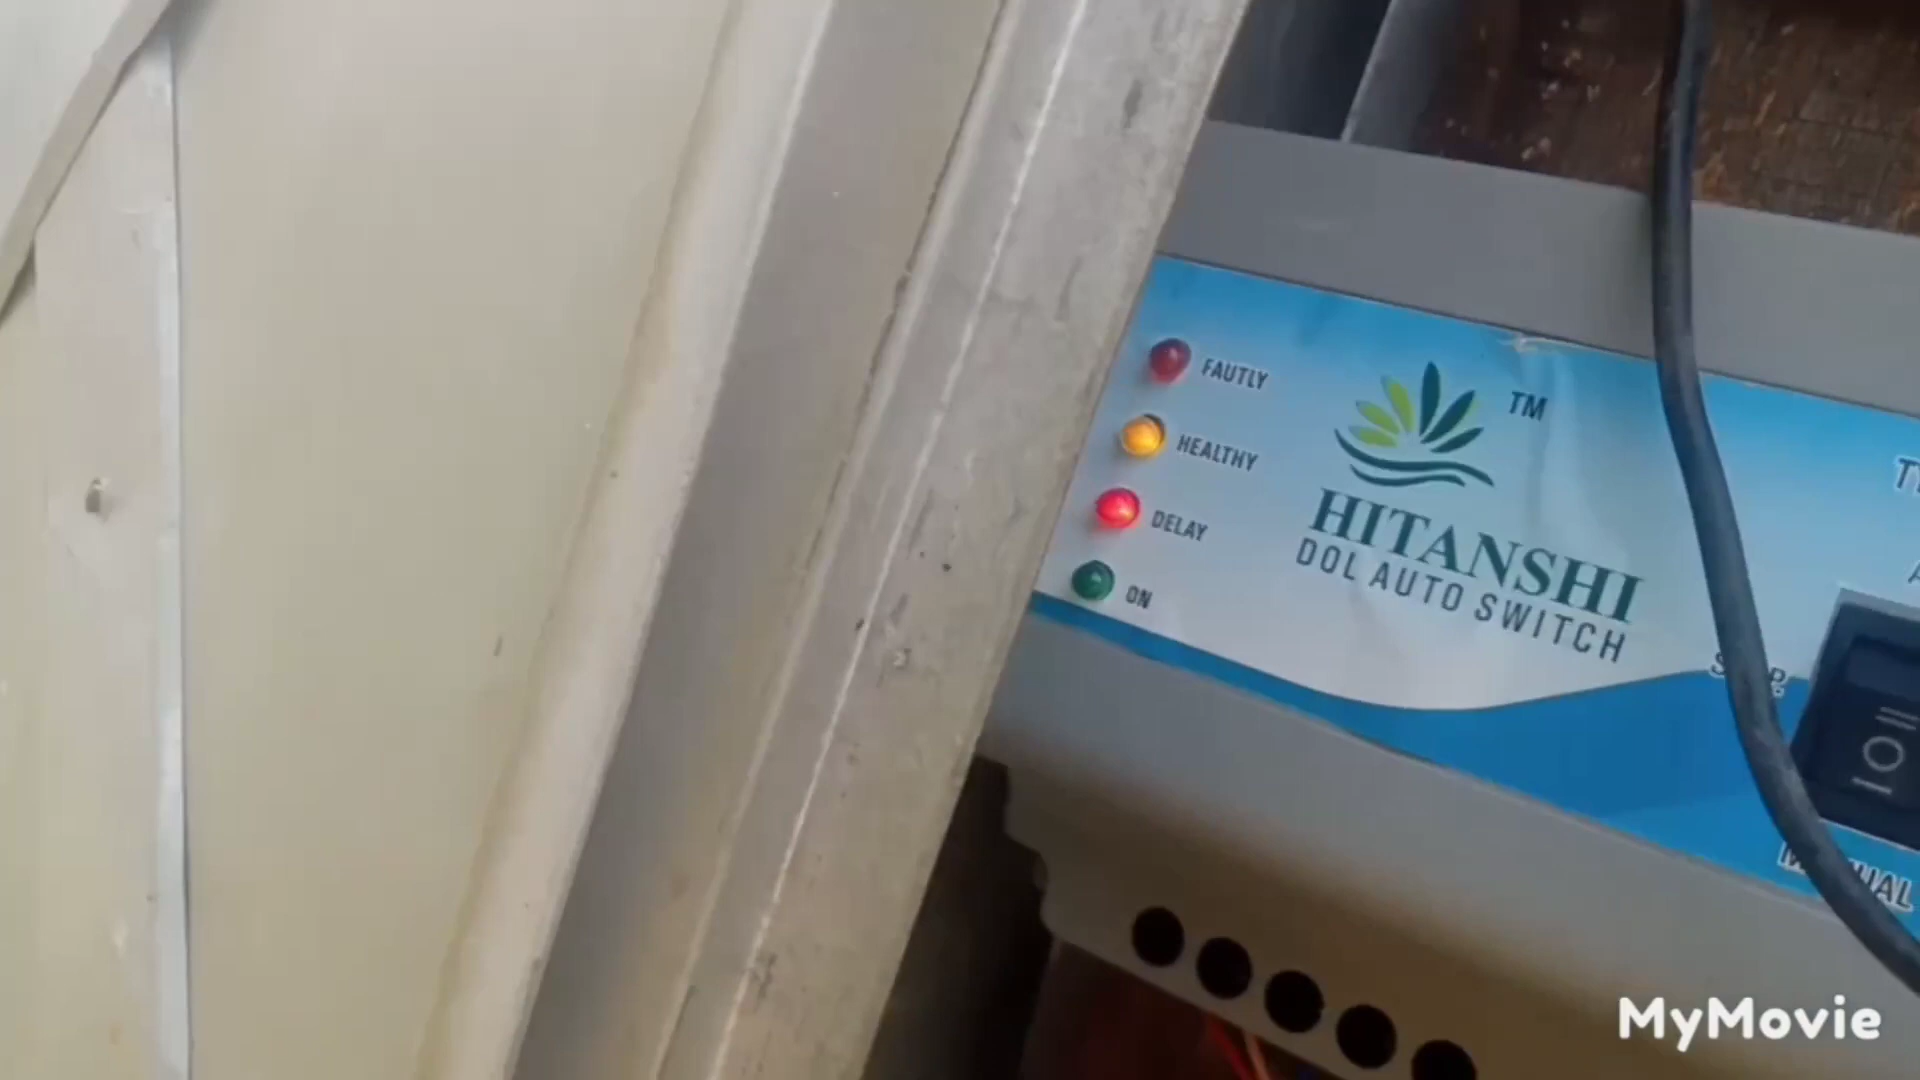 FAUTLY
HEALTHY
DELAY
ON
TM
HITANSHI
DOL AUTO SWITCH
MyMovie